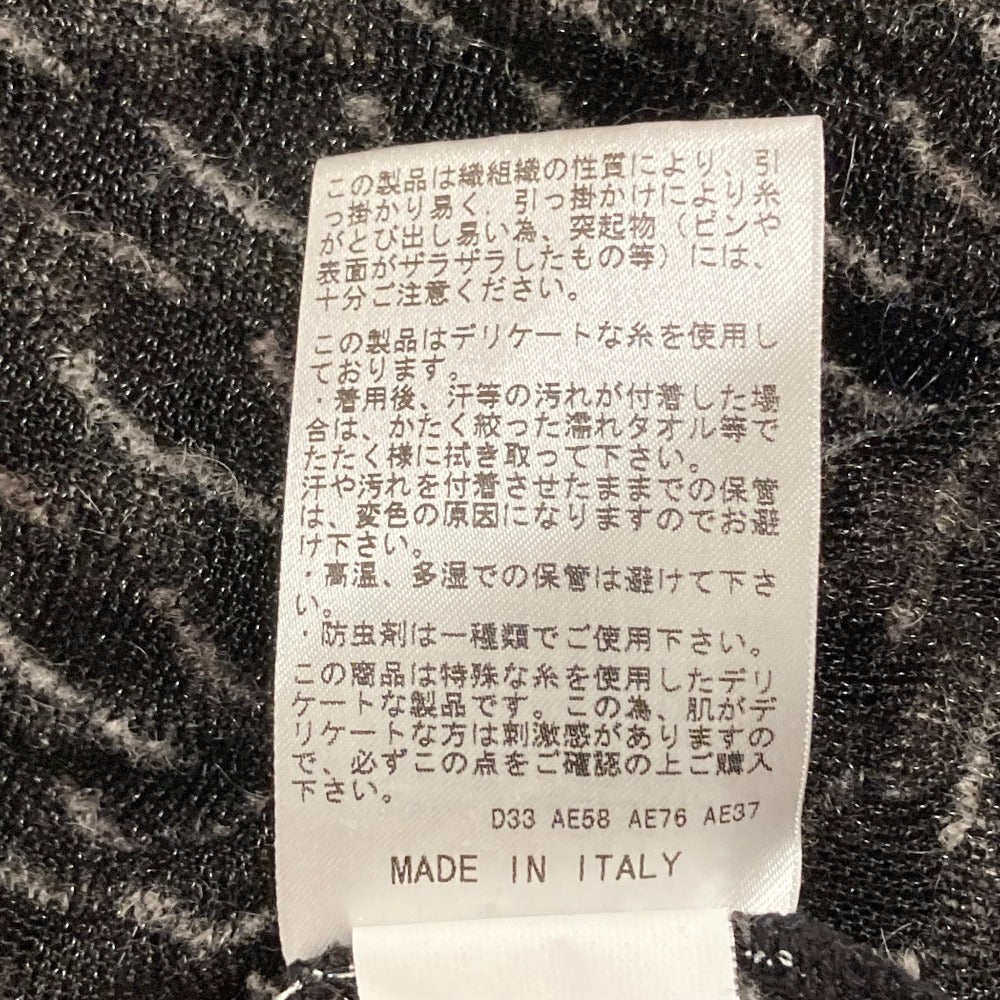 この製品は織組織の性質により、引
っ掛かり易く、引っ掛かけにより糸
がとび出し易い為、突起物（ピンや
表面がザラザラしたもの等）には、
十分ご注意ください。
この製品はデリケートな糸を使用し
ております。
・着用後、汗等の汚れが付着した場
合は、かたく絞った濡れタオル等で
たたく様に拭き取って下さい。
汗や汚れを付着させたままでの保管
は、変色の原因になりますのでお避
け下さい。
・高温、多湿での保管は避けて下さ
い。
・防虫剤は一種類でご使用下さい。
この商品は特殊な糸を使用したデリ
ケートな製品です。この為、肌がデ
リケートな方は刺激感がありますの
で、必ずこの点をご確認の上ご購入
下さい。
D33 AE58 AE76 AE37
MADE IN ITALY